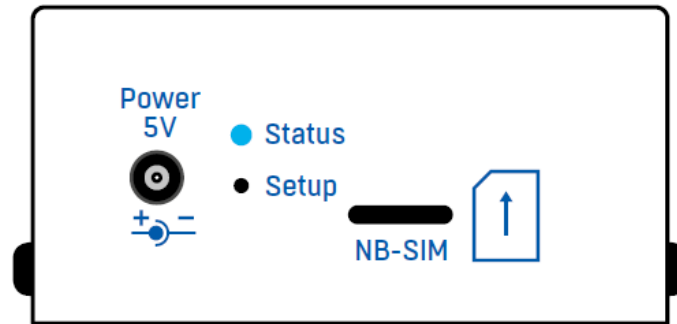 Power
5V
Status
Setup
+ −
NB-SIM